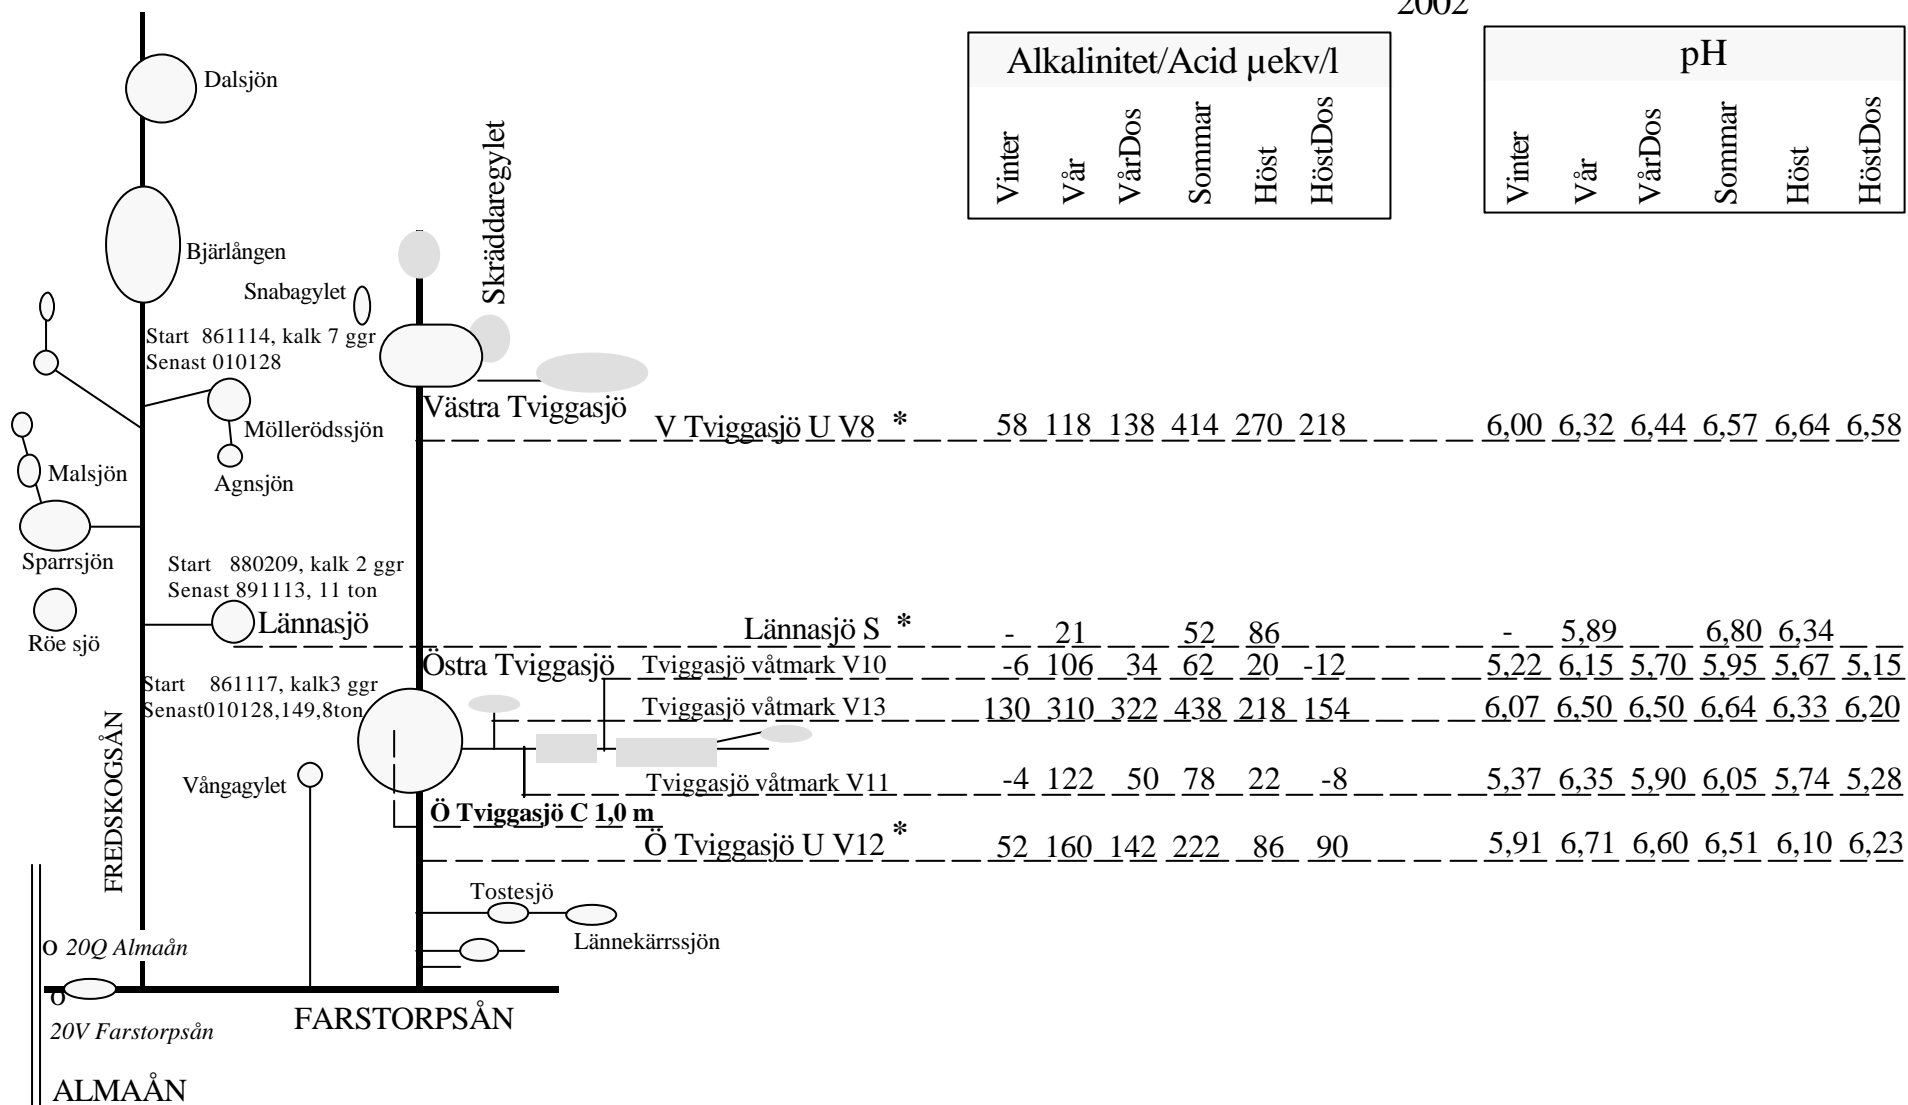 2002
Alkalinitet/Acid µekv/l
pH
Vinter Vår VårDos Sommar Höst HöstDos
Vinter Vår VårDos Sommar Höst HöstDos
Dalsjön
Skräddaregylet
Bjärlången
Snabagylet
Start 861114, kalk 7 ggr
Senast 010128
Västra Tviggasjö
Möllerödssjön
V Tviggasjö U V8 * 58 118 138 414 270 218 6,00 6,32 6,44 6,57 6,64 6,58
Malsjön
Agnsjön
Sparrsjön
Start 880209, kalk 2 ggr
Senast 891113, 11 ton
Lännasjö
Röe sjö
Lännasjö S * - 21 52 86 - 5,89 6,80 6,34
Östra Tviggasjö
Tviggasjö våtmark V10 -6 106 34 62 20 -12 5,22 6,15 5,70 5,95 5,67 5,15
Start 861117, kalk3 ggr
Senast010128,149,8ton
Tviggasjö våtmark V13 130 310 322 438 218 154 6,07 6,50 6,50 6,64 6,33 6,20
FREDSKOGSÅN
Vångagylet
Tviggasjö våtmark V11 -4 122 50 78 22 -8 5,37 6,35 5,90 6,05 5,74 5,28
Ö Tviggasjö C 1,0 m
Ö Tviggasjö U V12 * 52 160 142 222 86 90 5,91 6,71 6,60 6,51 6,10 6,23
Tostesjö
Lännekärrssjön
o 20Q Almaån
o
20V Farstorpsån
FARSTORPSÅN
ALMAÅN